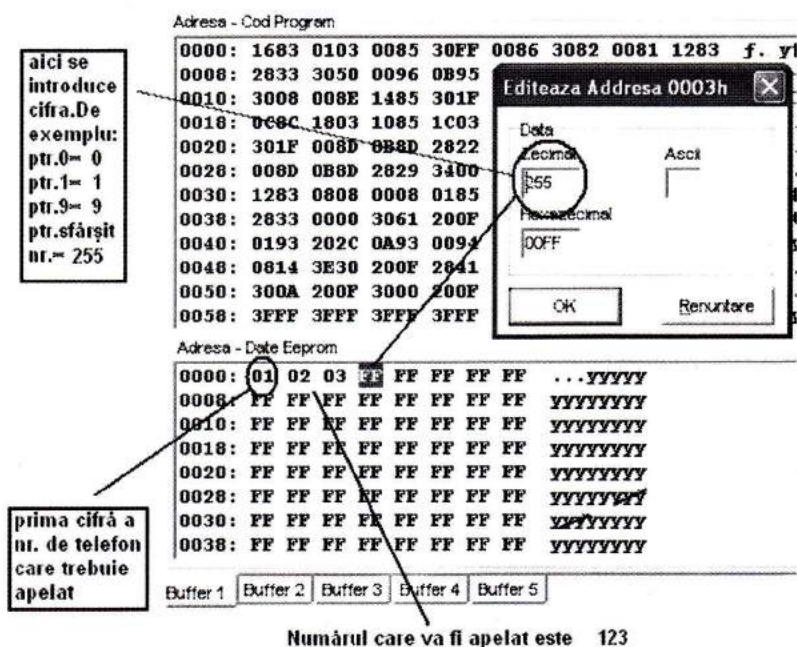 Adresa - Cod Program
0000: 1683 0103 0085 30FF 0086 3082 0081 1283
0008: 2833 3050 0096 0B95
0010: 3008 008E 1485 301F
0018: 0C8C 1803 1085 1C03
0020: 301F 008D 0B8D 2822
0028: 008D 0B8D 2829 3400
0030: 1283 0808 0008 0185
0038: 2833 0000 3061 200F
0040: 0193 202C 0A93 0094
0048: 0814 3E30 200F 2841
0050: 300A 200F 3000 200F
0058: 3FFF 3FFF 3FFF 3FFF
aici se
introduce
cifra.De
exemplu:
ptr.0= 0
ptr.1= 1
ptr.9= 9
ptr.sfârșit
nr.= 255
Editeaza Addresa 0003h
Data
Zecimal Ascii
255
Hexazecimal
00FF
OK Renuntare
Adresa - Date Eeprom
0000: 01 02 03 FF FF FF FF FF ...yyyyy
0008: FF FF FF FF FF FF FF FF yyyyyyyy
0010: FF FF FF FF FF FF FF FF yyyyyyyy
0018: FF FF FF FF FF FF FF FF yyyyyyyy
0020: FF FF FF FF FF FF FF FF yyyyyyyy
0028: FF FF FF FF FF FF FF FF yyyyyyyy
0030: FF FF FF FF FF FF FF FF yyyyyyyy
0038: FF FF FF FF FF FF FF FF yyyyyyyy
prima cifră a
nr. de telefon
care trebuie
apelat
Buffer 1 Buffer 2 Buffer 3 Buffer 4 Buffer 5
Numărul care va fi apelat este 123